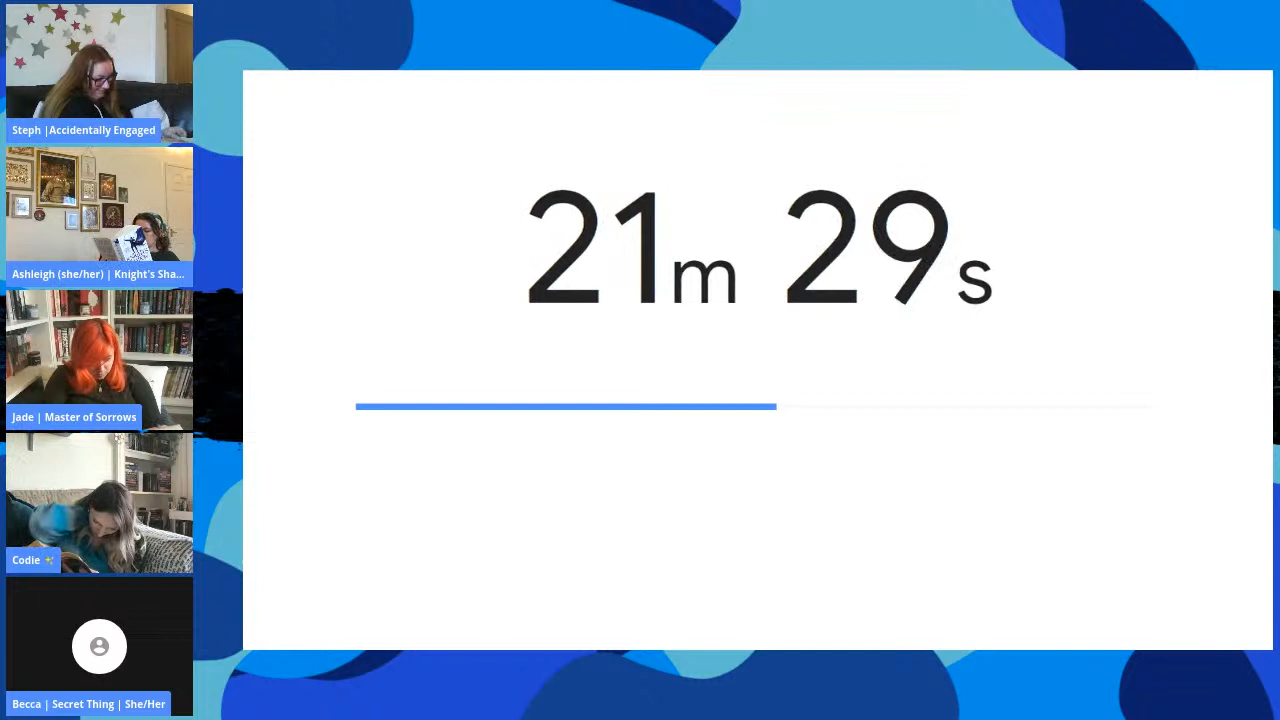 Steph |Accidentally Engaged
Ashleigh (she/her) | Knight's Sha...
Jade | Master of Sorrows
Codie ✨
Becca | Secret Thing | She/Her
21m 29s